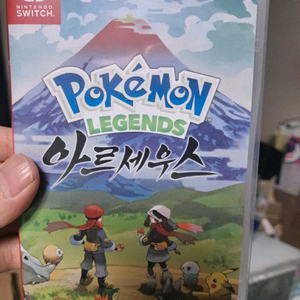 NINTENDO
SWITCH
POKéMON
LEGENDS
아르세우스